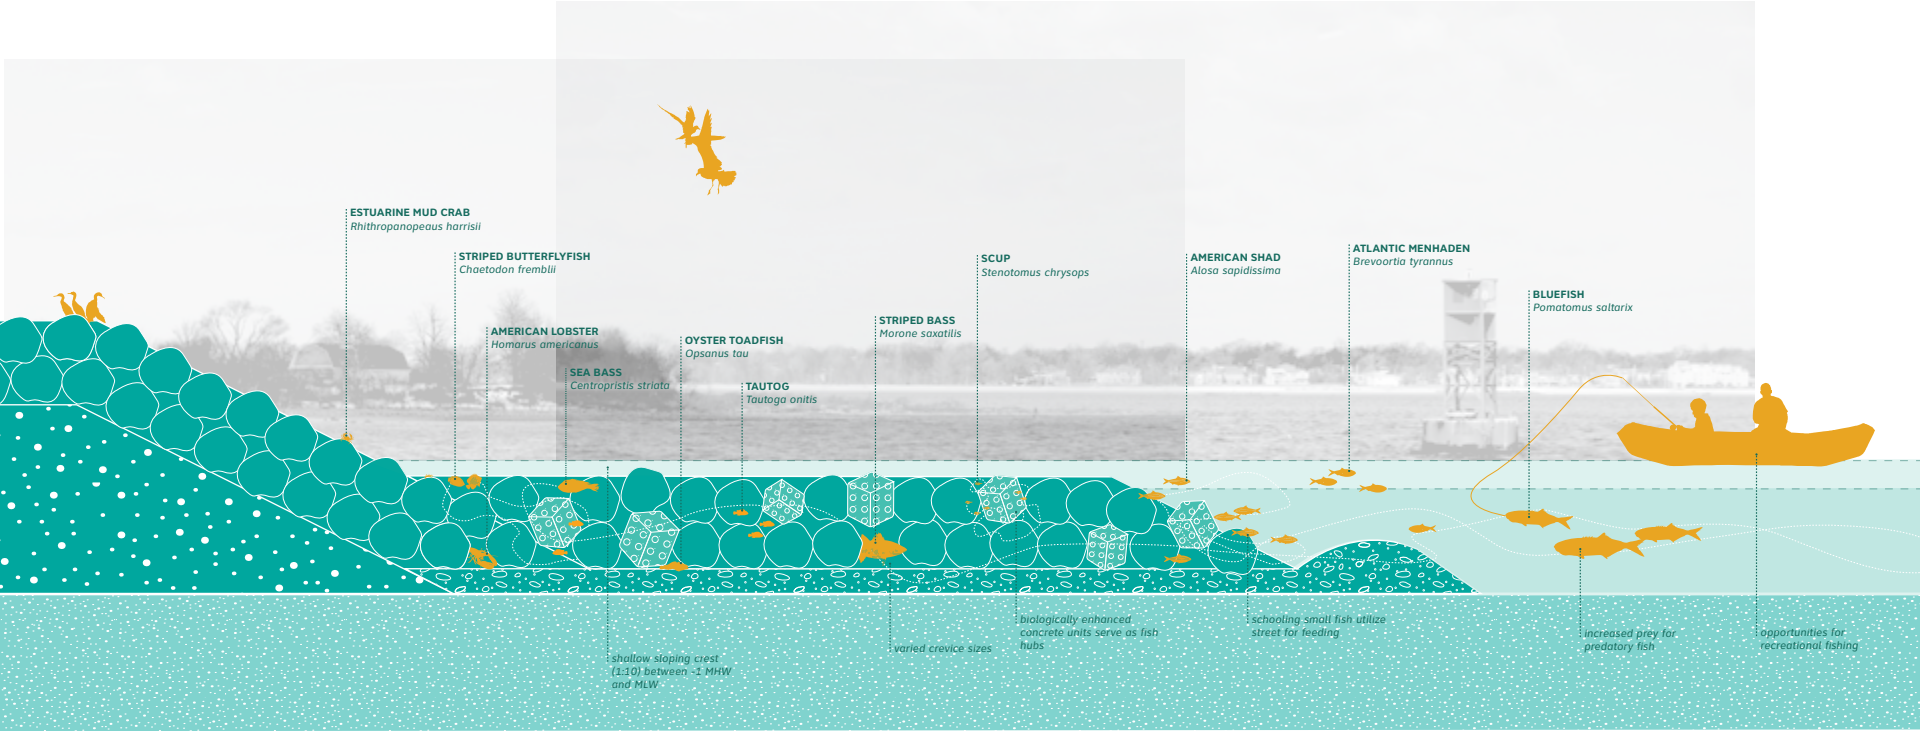 ESTUARINE MUD CRAB
Rhithropanopeaus harrisii
STRIPED BUTTERFLYFISH
Chaetodon fremblii
AMERICAN LOBSTER
Homarus americanus
SEA BASS
Centropristis striata
OYSTER TOADFISH
Opsanus tau
TAUTOG
Tautoga onitis
STRIPED BASS
Morone saxatilis
SCUP
Stenotomus chrysops
AMERICAN SHAD
Alosa sapidissima
ATLANTIC MENHADEN
Brevoortia tyrannus
BLUEFISH
Pomatomus saltarix
shallow sloping crest
(1:10) between -1 MHW
and MLW
varied crevice sizes
biologically enhanced
concrete units serve as fish
hubs
schooling small fish utilize
street for feeding
increased prey for
predatory fish
opportunities for
recreational fishing